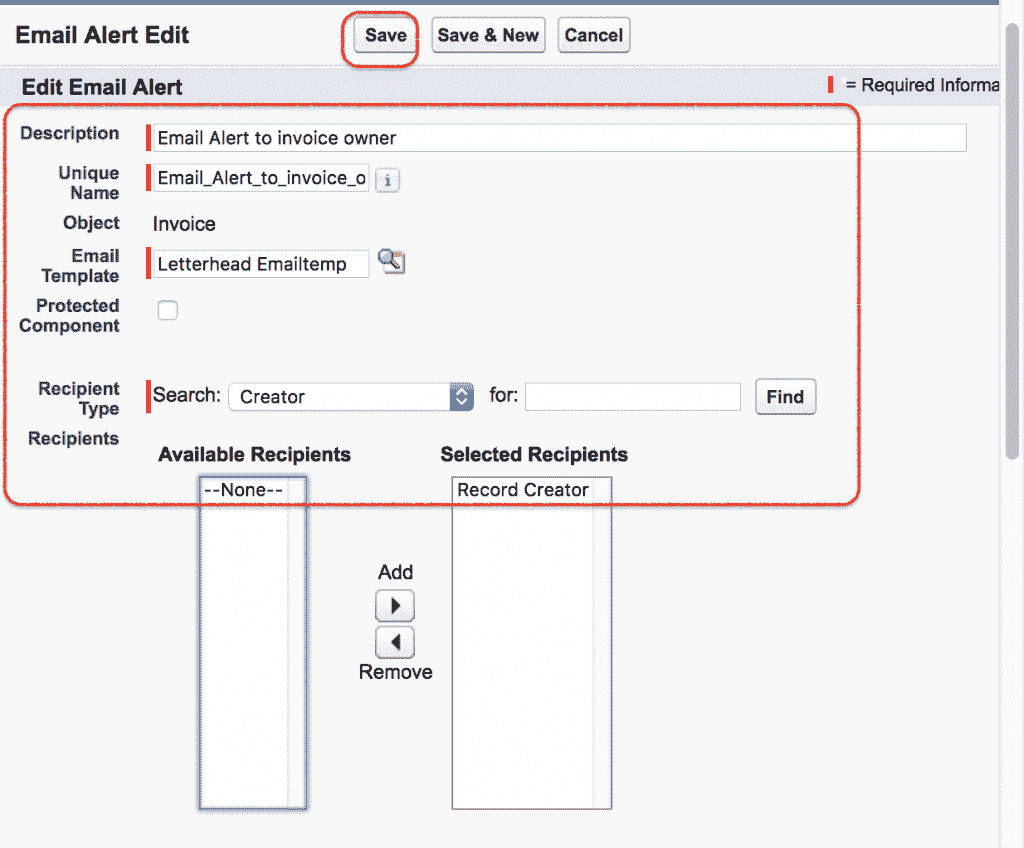 Email Alert Edit
Save
Save & New
Cancel
Edit Email Alert
= Required Informa
Description
Email Alert to invoice owner
Unique
Name
Email_Alert_to_invoice_o
i
Object
Invoice
Email
Template
Letterhead Emailtemp
Protected
Component
Recipient
Type
Search:
Creator
for:
Find
Recipients
Available Recipients
Selected Recipients
--None--
Record Creator
Add
Remove